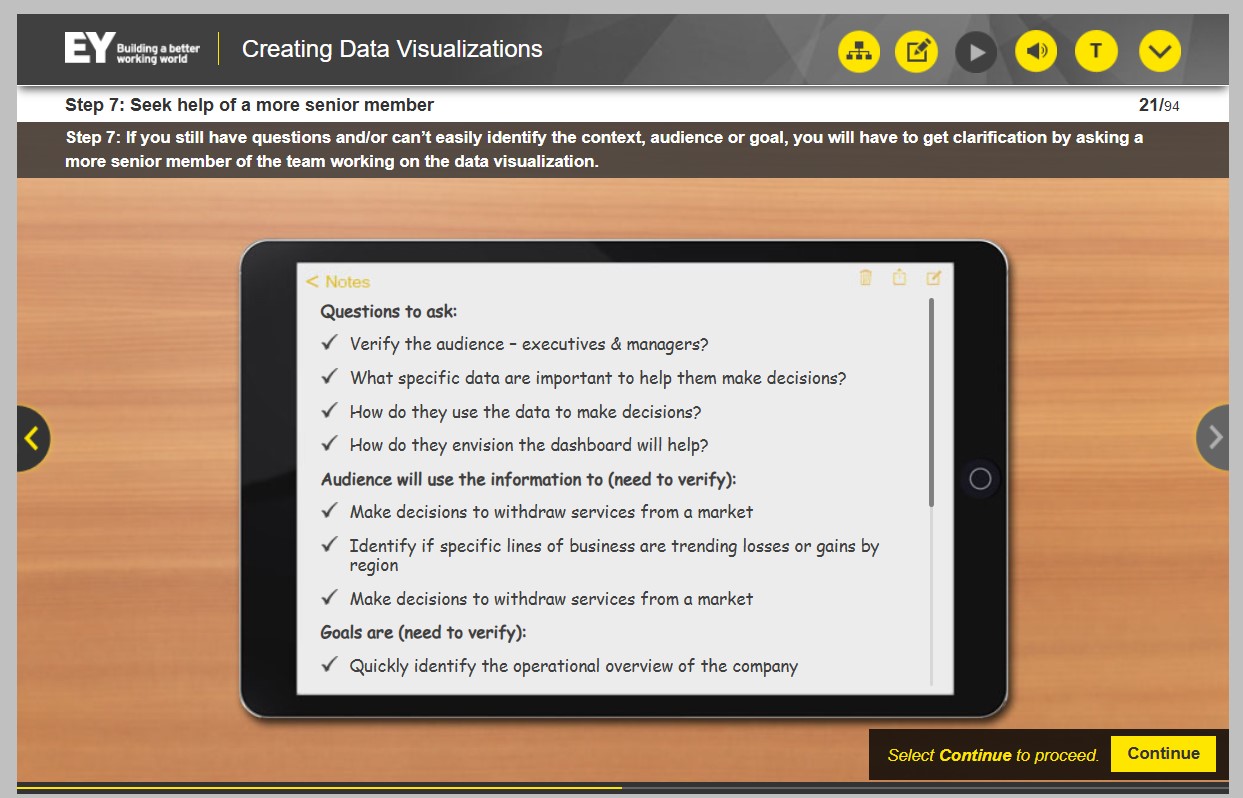 EY Building a better
working world
Creating Data Visualizations
T
Step 7: Seek help of a more senior member
21/94
Step 7: If you still have questions and/or can’t easily identify the context, audience or goal, you will have to get clarification by asking a
more senior member of the team working on the data visualization.
< Notes
Questions to ask:
✓ Verify the audience – executives & managers?
✓ What specific data are important to help them make decisions?
✓ How do they use the data to make decisions?
✓ How do they envision the dashboard will help?
Audience will use the information to (need to verify):
✓ Make decisions to withdraw services from a market
✓ Identify if specific lines of business are trending losses or gains by
region
✓ Make decisions to withdraw services from a market
Goals are (need to verify):
✓ Quickly identify the operational overview of the company
Select Continue to proceed.
Continue